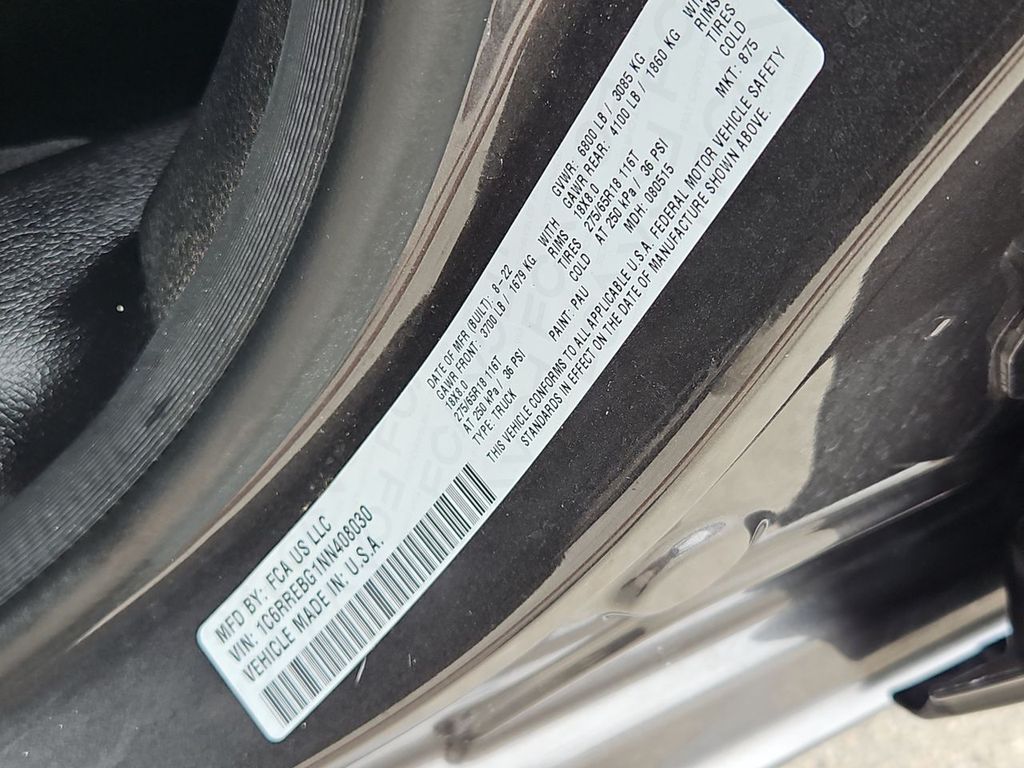 MFD BY: FCA US LLC
VIN: 1C6RREBG1NN408030
VEHICLE MADE IN: U.S.A.
DATE OF MFR (BUILT): 8-22
GAWR FRONT: 3700 LB / 1679 KG WITH
18X8.0 RIMS
275/65R18 116T TIRES
AT 250 kPa / 36 PSI COLD
TYPE TRUCK PAINT: PAU
GVWR: 6800 LB / 3085 KG
GAWR REAR: 4100 LB / 1860 KG WITH
18X8.0 RIMS
275/65R18 116T TIRES
AT 250 kPa / 36 PSI COLD
MDH: 080515 MKT: 875
THIS VEHICLE CONFORMS TO ALL APPLICABLE U.S.A. FEDERAL MOTOR VEHICLE SAFETY
STANDARDS IN EFFECT ON THE DATE OF MANUFACTURE SHOWN ABOVE.